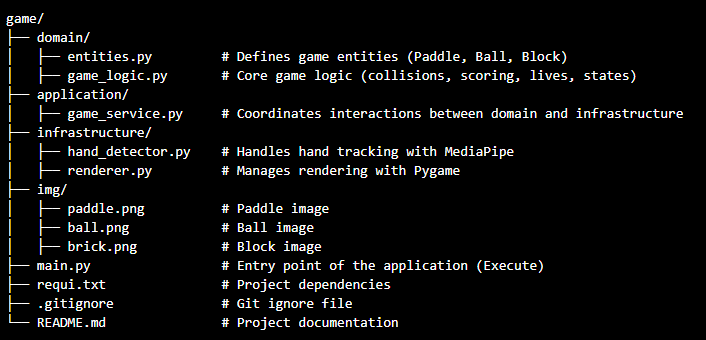 game/
├── domain/
│   ├── entities.py         # Defines game entities (Paddle, Ball, Block)
│   ├── game_logic.py       # Core game logic (collisions, scoring, lives, states)
├── application/
│   ├── game_service.py     # Coordinates interactions between domain and infrastructure
├── infrastructure/
│   ├── hand_detector.py    # Handles hand tracking with MediaPipe
│   ├── renderer.py         # Manages rendering with Pygame
├── img/
│   ├── paddle.png          # Paddle image
│   ├── ball.png            # Ball image
│   ├── brick.png           # Block image
├── main.py                 # Entry point of the application (Execute)
├── requi.txt               # Project dependencies
├── .gitignore              # Git ignore file
└── README.md               # Project documentation